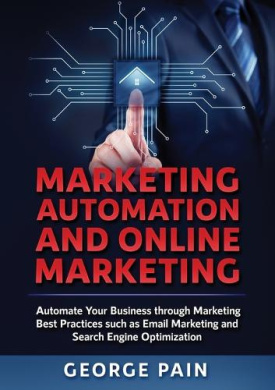 MARKETING
AUTOMATION
AND ONLINE
MARKETING
Automate Your Business through Marketing
Best Practices such as Email Marketing and
Search Engine Optimization
GEORGE PAIN